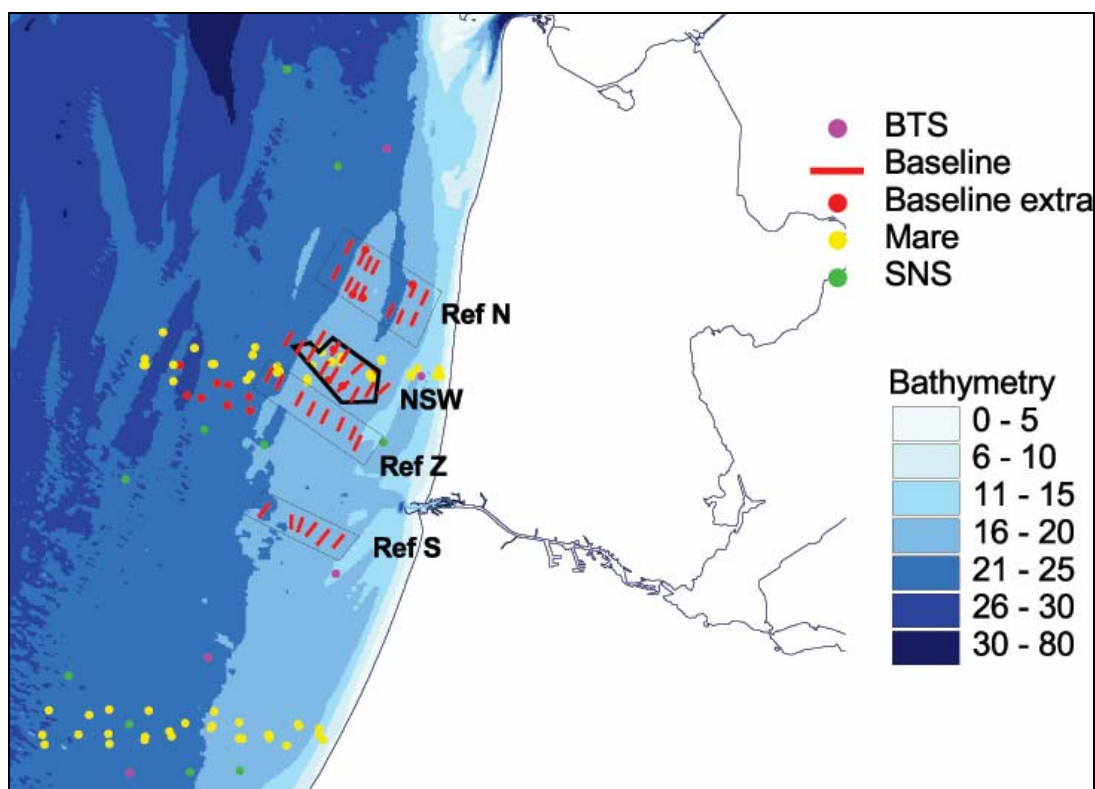 BTS
Baseline
Baseline extra
Mare
SNS
Ref N
NSW
Ref Z
Ref S
Bathymetry
0 - 5
6 - 10
11 - 15
16 - 20
21 - 25
26 - 30
30 - 80